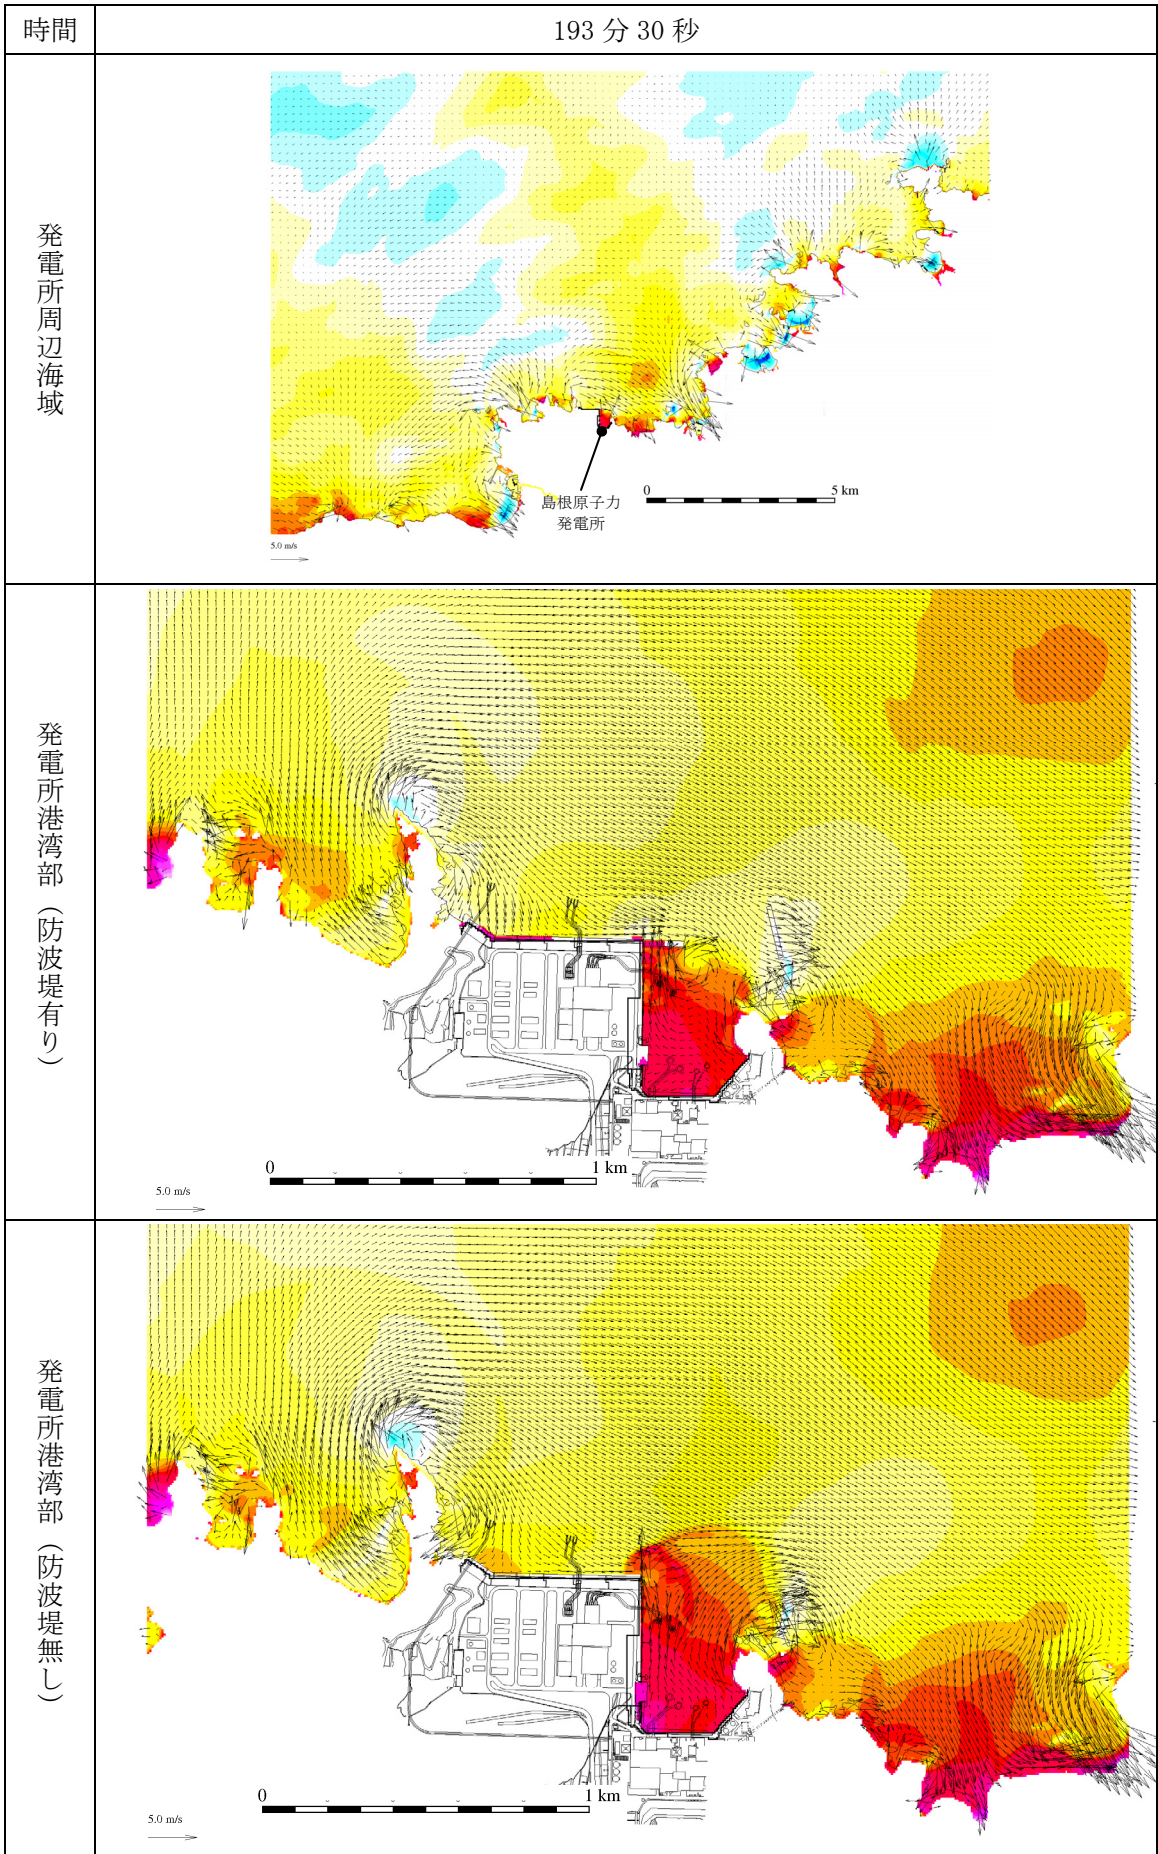 時間
193 分 30 秒
発電所周辺海域
島根原子力
発電所
0
5 km
5.0 m/s
発電所港湾部（防波堤有り）
0
1 km
5.0 m/s
発電所港湾部（防波堤無し）
0
1 km
5.0 m/s